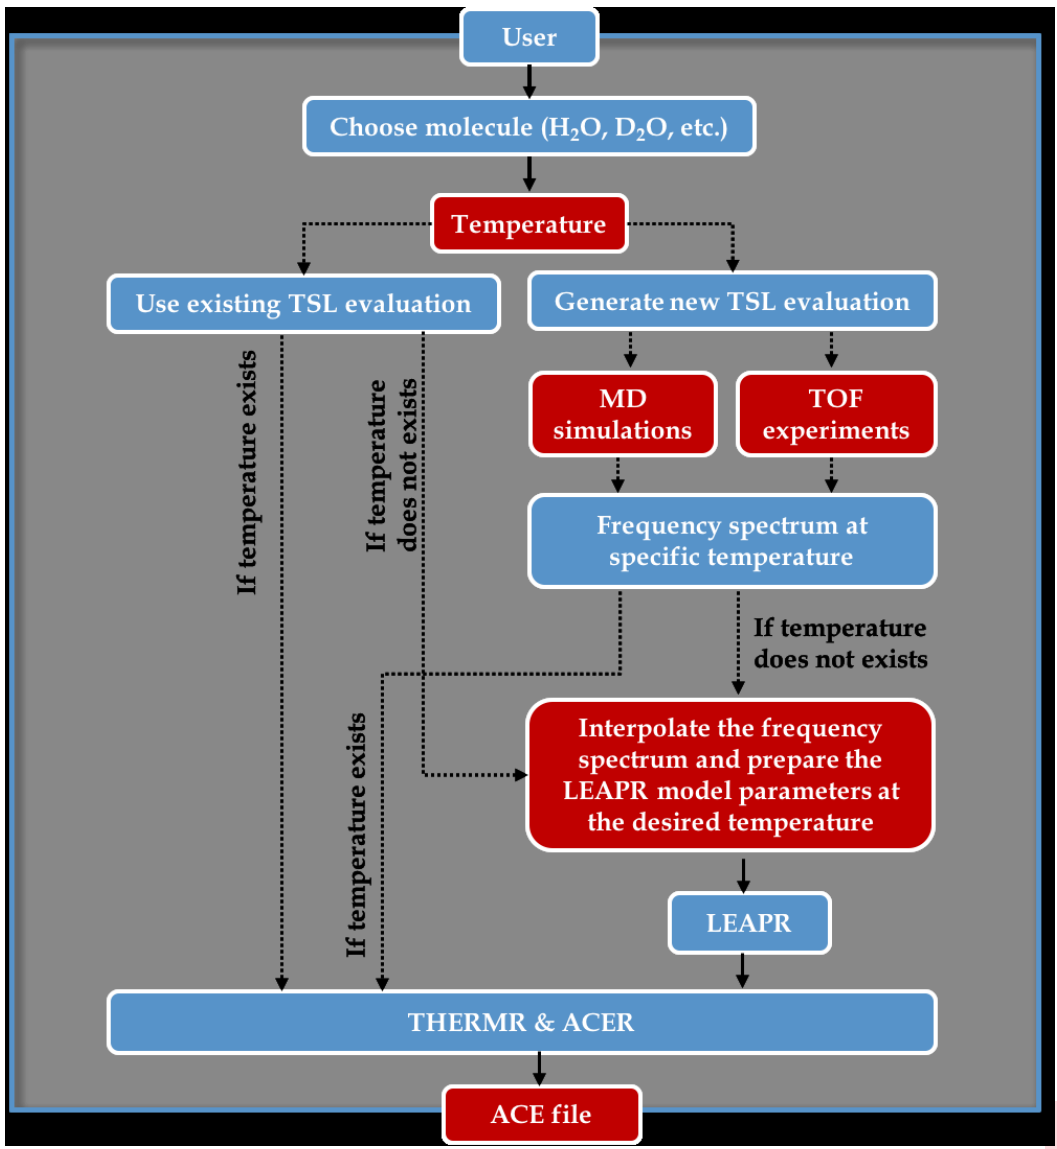 User
Choose molecule (H₂O, D₂O, etc.)
Temperature
Use existing TSL evaluation
Generate new TSL evaluation
If temperature exists
If temperature
does not exists
MD
simulations
TOF
experiments
Frequency spectrum at
specific temperature
If temperature
does not exists
If temperature exists
Interpolate the frequency
spectrum and prepare the
LEAPR model parameters at
the desired temperature
LEAPR
THERMR & ACER
ACE file